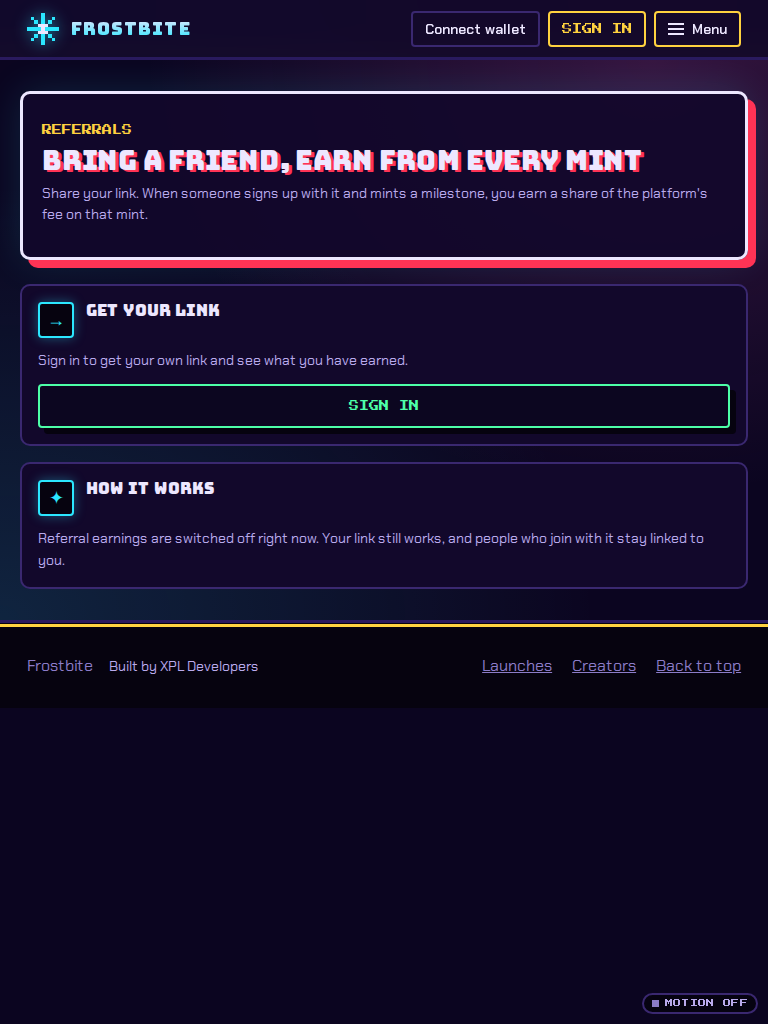 FROSTBITE
Connect wallet
SIGN IN
Menu
REFERRALS
BRING A FRIEND, EARN FROM EVERY MINT
Share your link. When someone signs up with it and mints a milestone, you earn a share of the platform's
fee on that mint.
→
GET YOUR LINK
Sign in to get your own link and see what you have earned.
SIGN IN
✦
HOW IT WORKS
Referral earnings are switched off right now. Your link still works, and people who join with it stay linked to
you.
Frostbite
Built by XPL Developers
Launches
Creators
Back to top
MOTION OFF